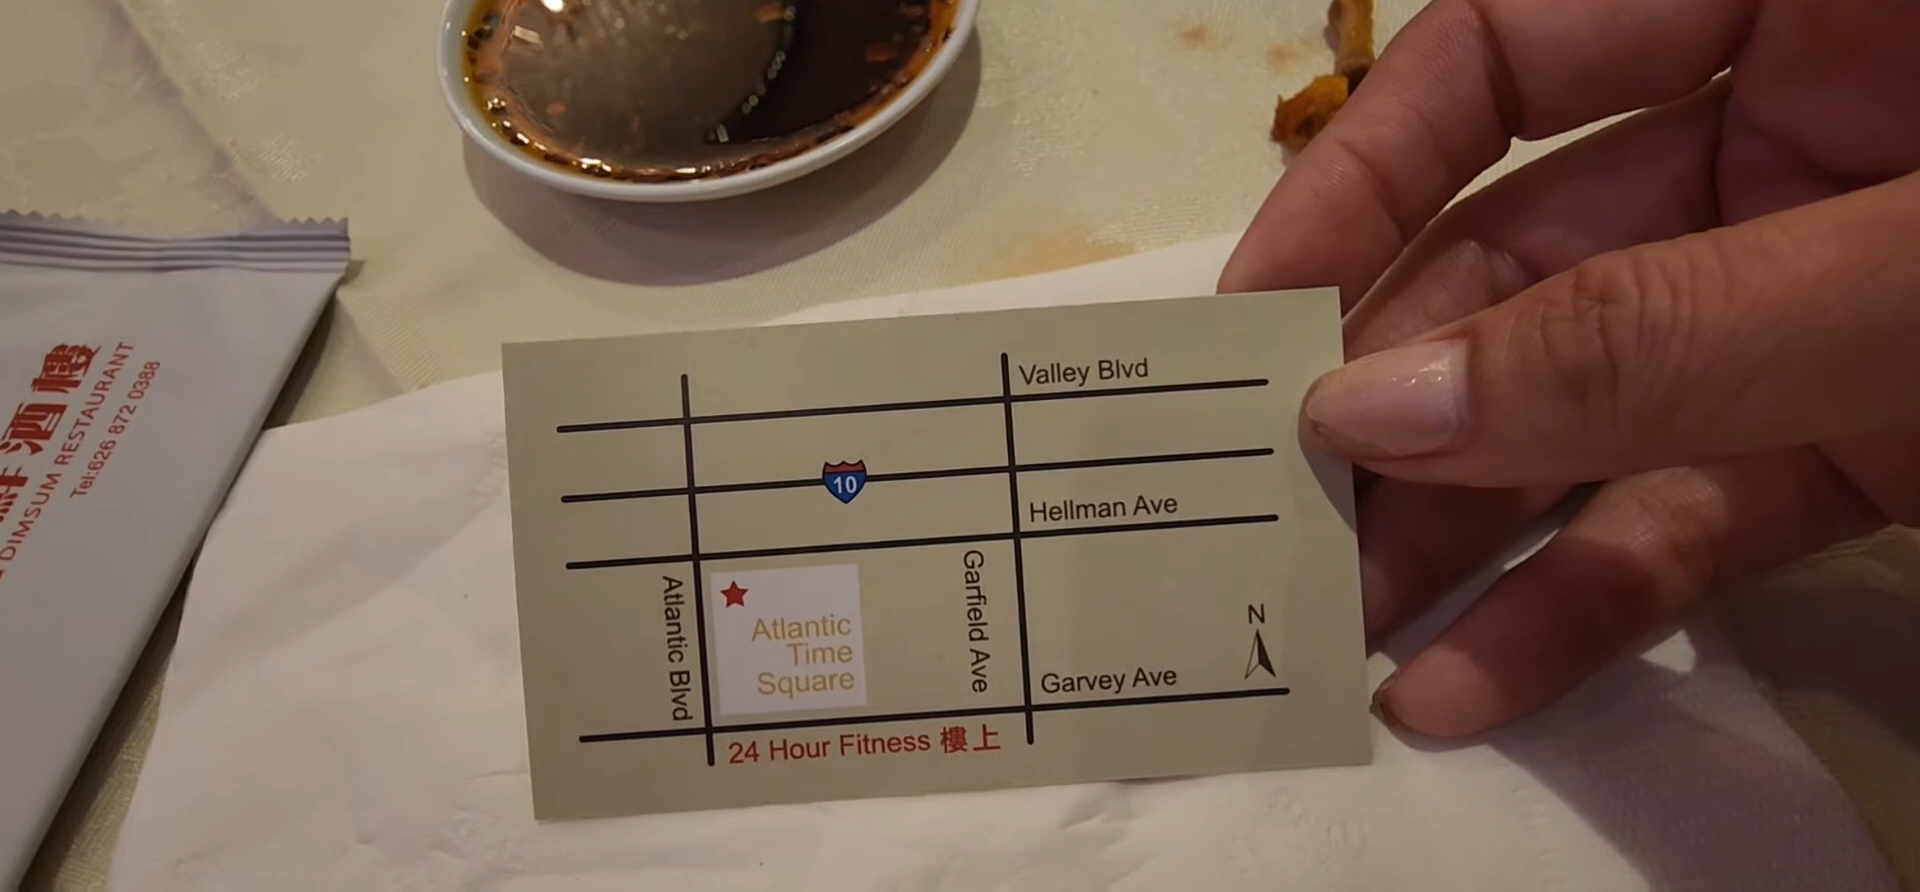 酒樓
DIMSUM RESTAURANT
Tel:626 872 0388
Valley Blvd
10
Hellman Ave
Atlantic Blvd
Atlantic
Time
Square
Garfield Ave
N
Garvey Ave
24 Hour Fitness 樓上